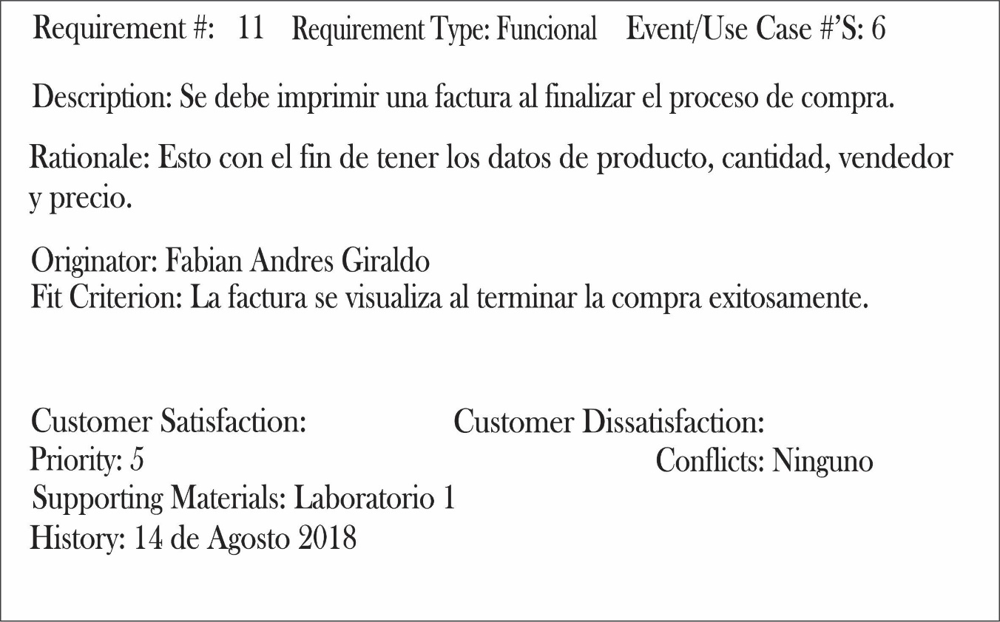 Requirement #: 11 Requirement Type: Funcional Event/Use Case #’S: 6
Description: Se debe imprimir una factura al finalizar el proceso de compra.
Rationale: Esto con el fin de tener los datos de producto, cantidad, vendedor
y precio.
Originator: Fabian Andres Giraldo
Fit Criterion: La factura se visualiza al terminar la compra exitosamente.
Customer Satisfaction: Customer Dissatisfaction:
Priority: 5 Conflicts: Ninguno
Supporting Materials: Laboratorio 1
History: 14 de Agosto 2018